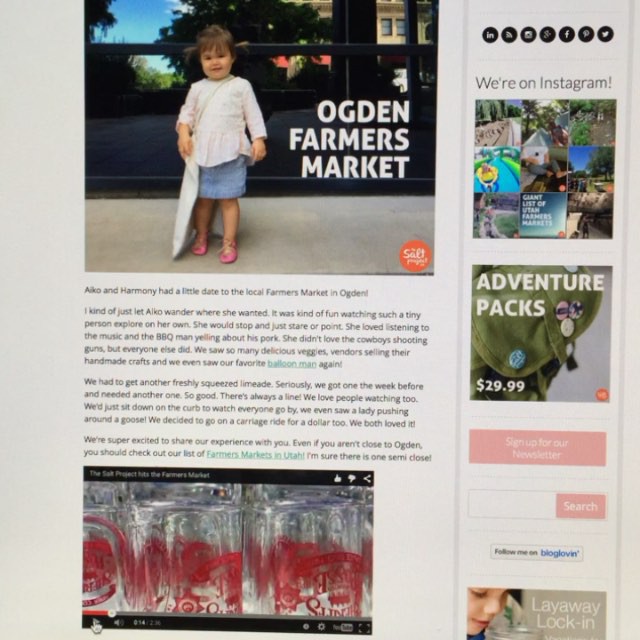 OGDEN
FARMERS
MARKET
The
Salt
project
Aiko and Harmony had a little date to the local Farmers Market in Ogden!
I kind of just let Aiko wander where she wanted. It was kind of fun watching such a tiny
person explore on her own. She would stop and just stare or point. She loved listening to
the music and the BBQ man yelling about his pork. She didn't love the cowboys shooting
guns, but everyone else did. We saw so many delicious veggies, vendors selling their
handmade crafts and we even saw our favorite balloon man again!
We had to get another freshly squeezed limeade. Seriously, we got one the week before
and needed another one. So good. There's always a line! We love people watching too.
We'd just sit down on the curb to watch everyone go by, we even saw a lady pushing
around a goose! We decided to go on a carriage ride for a dollar too. We both loved it!
We're super excited to share our experience with you. Even if you aren't close to Ogden,
you should check out our list of Farmers Markets in Utah! I'm sure there is one semi close!
The Salt Project hits the Farmers Market
0:14 / 2:36
YouTube
We're on Instagram!
GIANT
LIST OF
UTAH
FARMERS
MARKETS
ADVENTURE
PACKS
$29.99
Sign up for our
Newsletter
Search
Follow me on bloglovin'
Layaway
Lock-in